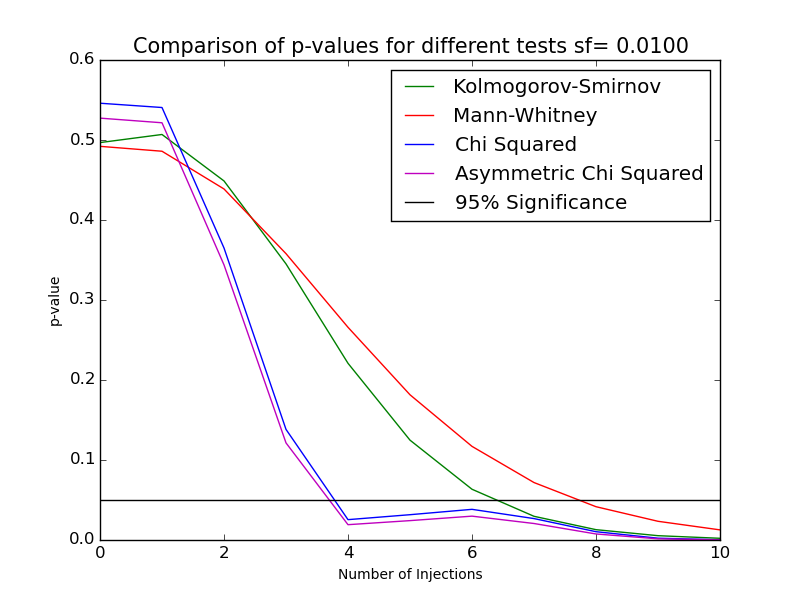 Comparison of p-values for different tests sf= 0.0100
0.6
Kolmogorov-Smirnov
Mann-Whitney
Chi Squared
Asymmetric Chi Squared
95% Significance
0.5
0.4
0.3
0.2
0.1
0.0
p-value
0 2 4 6 8 10
Number of Injections